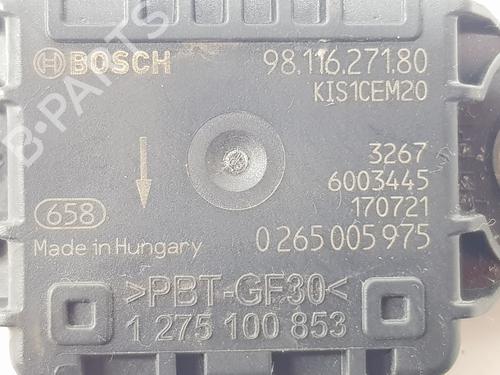 BOSCH 98.116.271.80
KIS1CEM20
3267
6003445
658 170721
Made in Hungary 0 265 005 975
>PBT-GF30<
1 275 100 853
B-PARTS